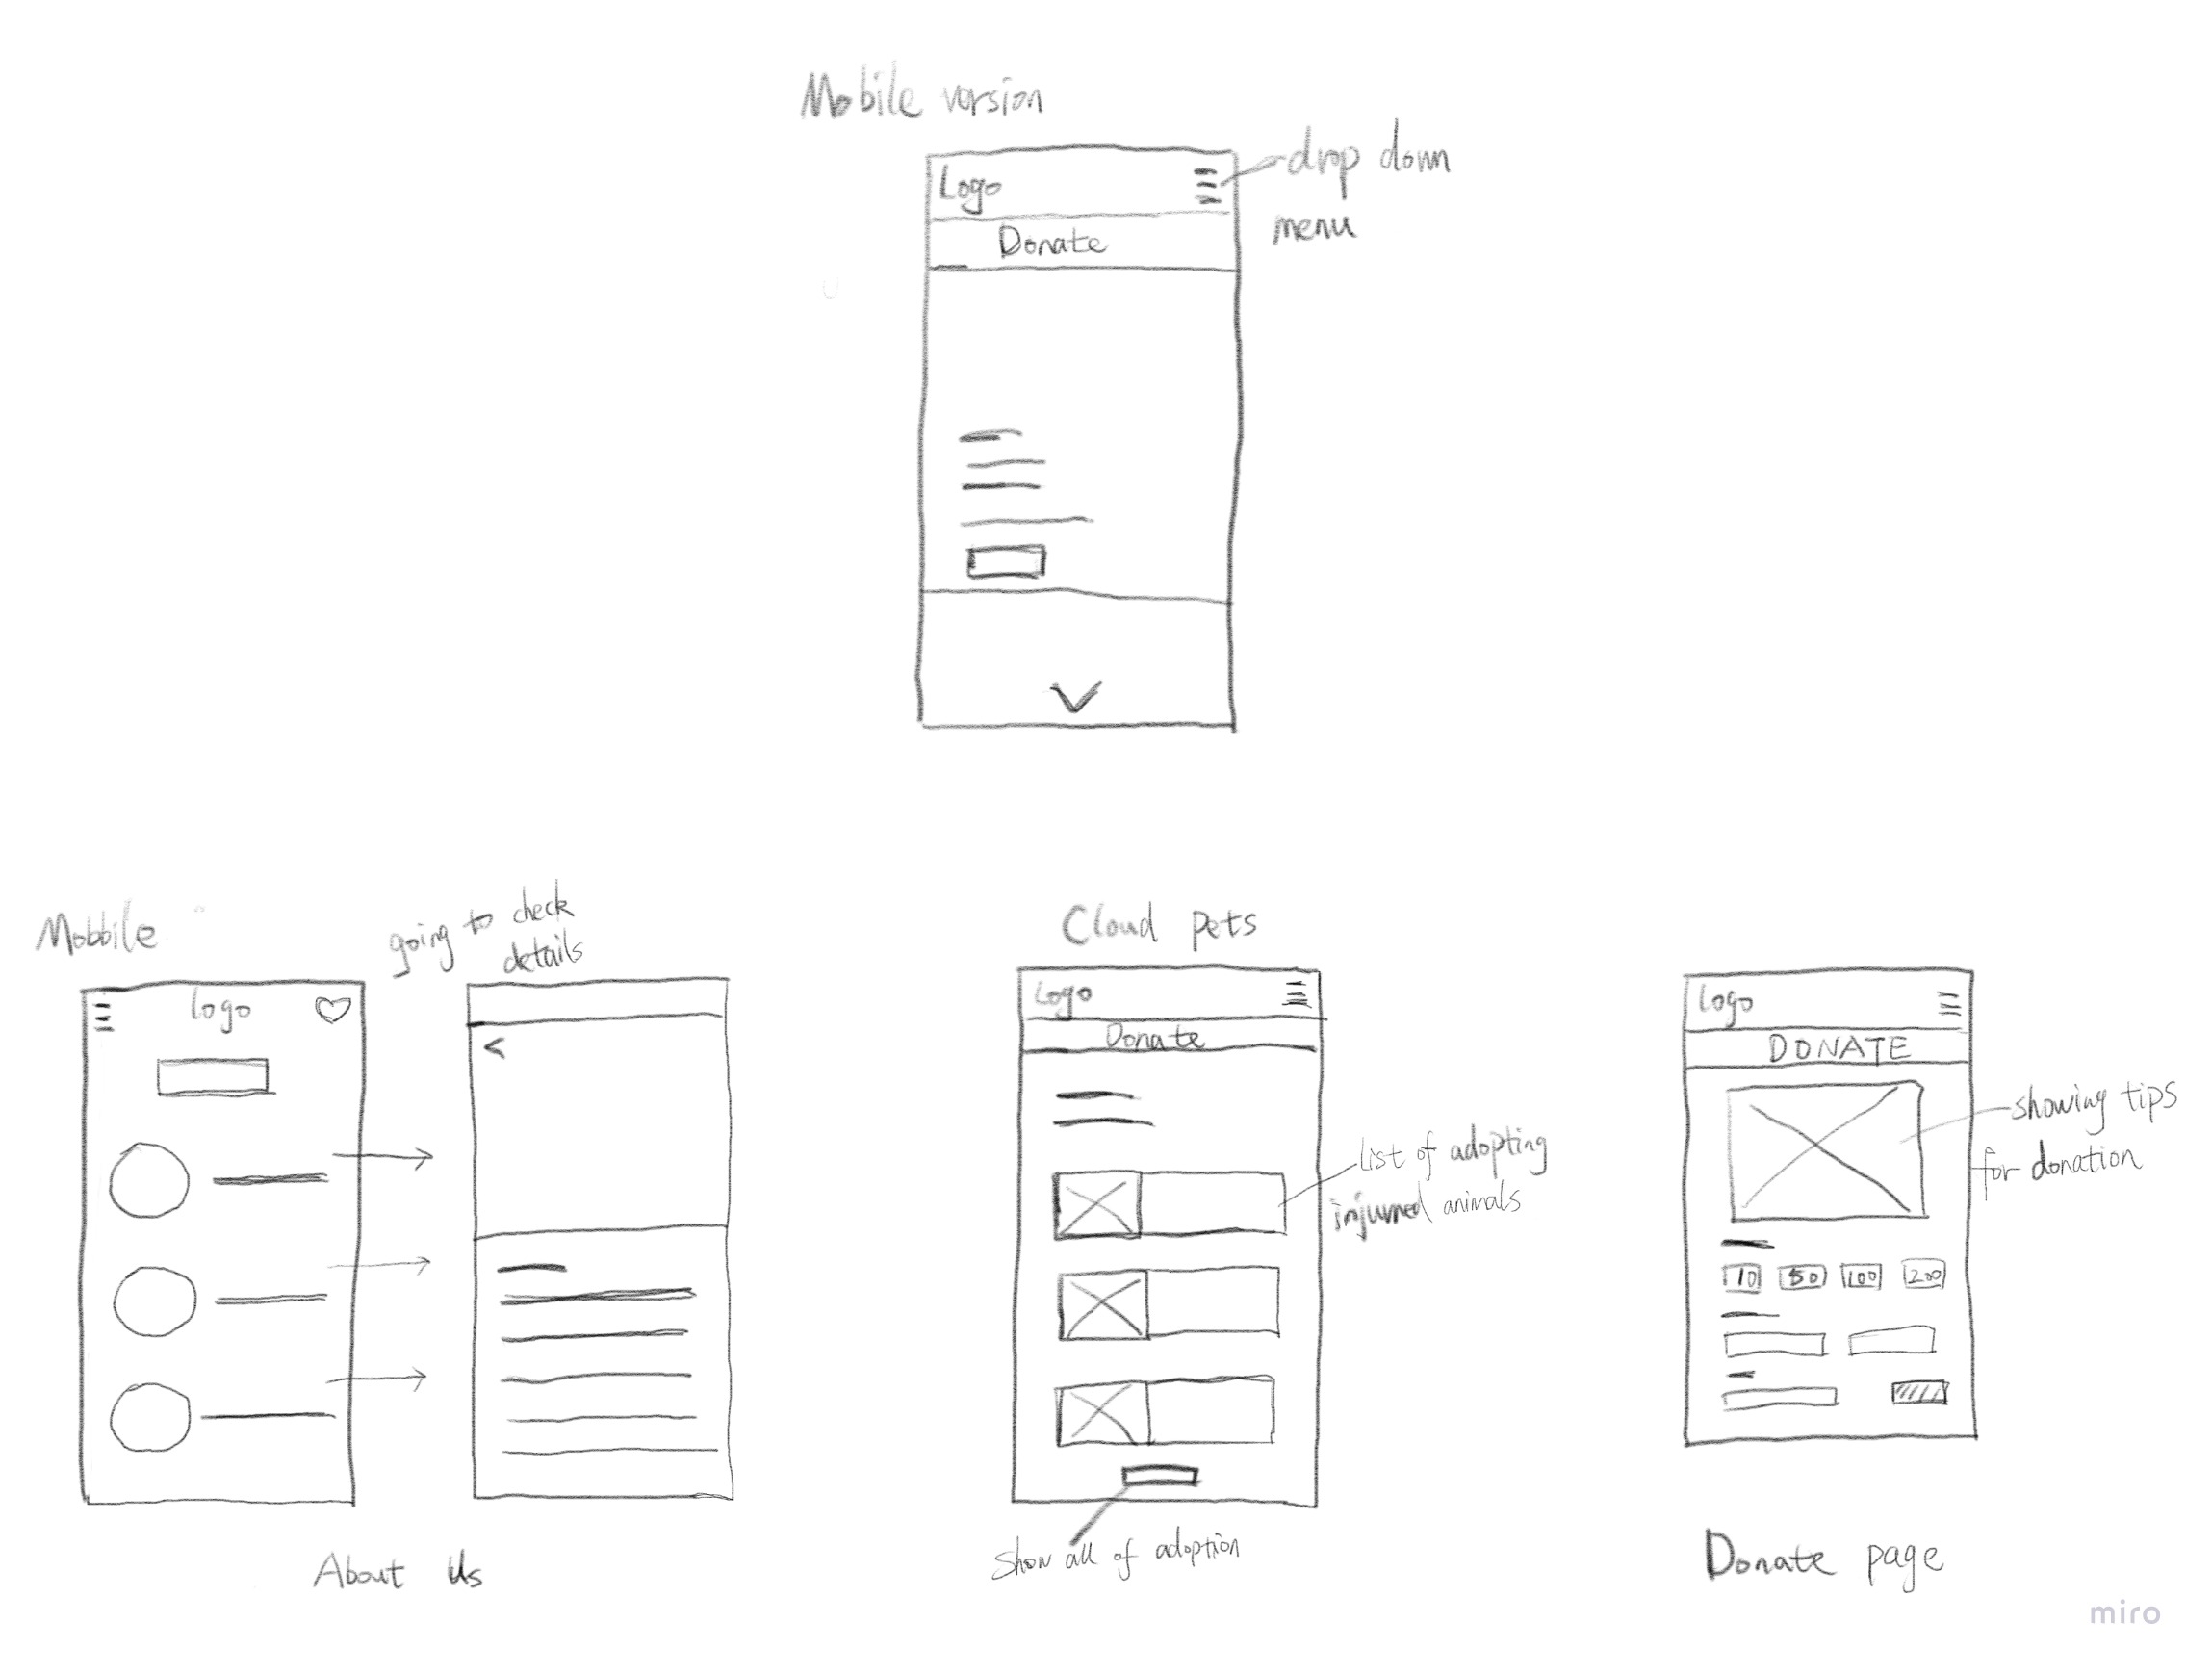 Mobile version
Logo
drop down
menu
Donate
Mobbile
going to check
details
logo
<
About Us
Cloud pets
Logo
Donate
List of adopting
injurned animals
Show all of adoption
logo
DONATE
showing tips
for donation
10 50 100 200
Donate page
miro